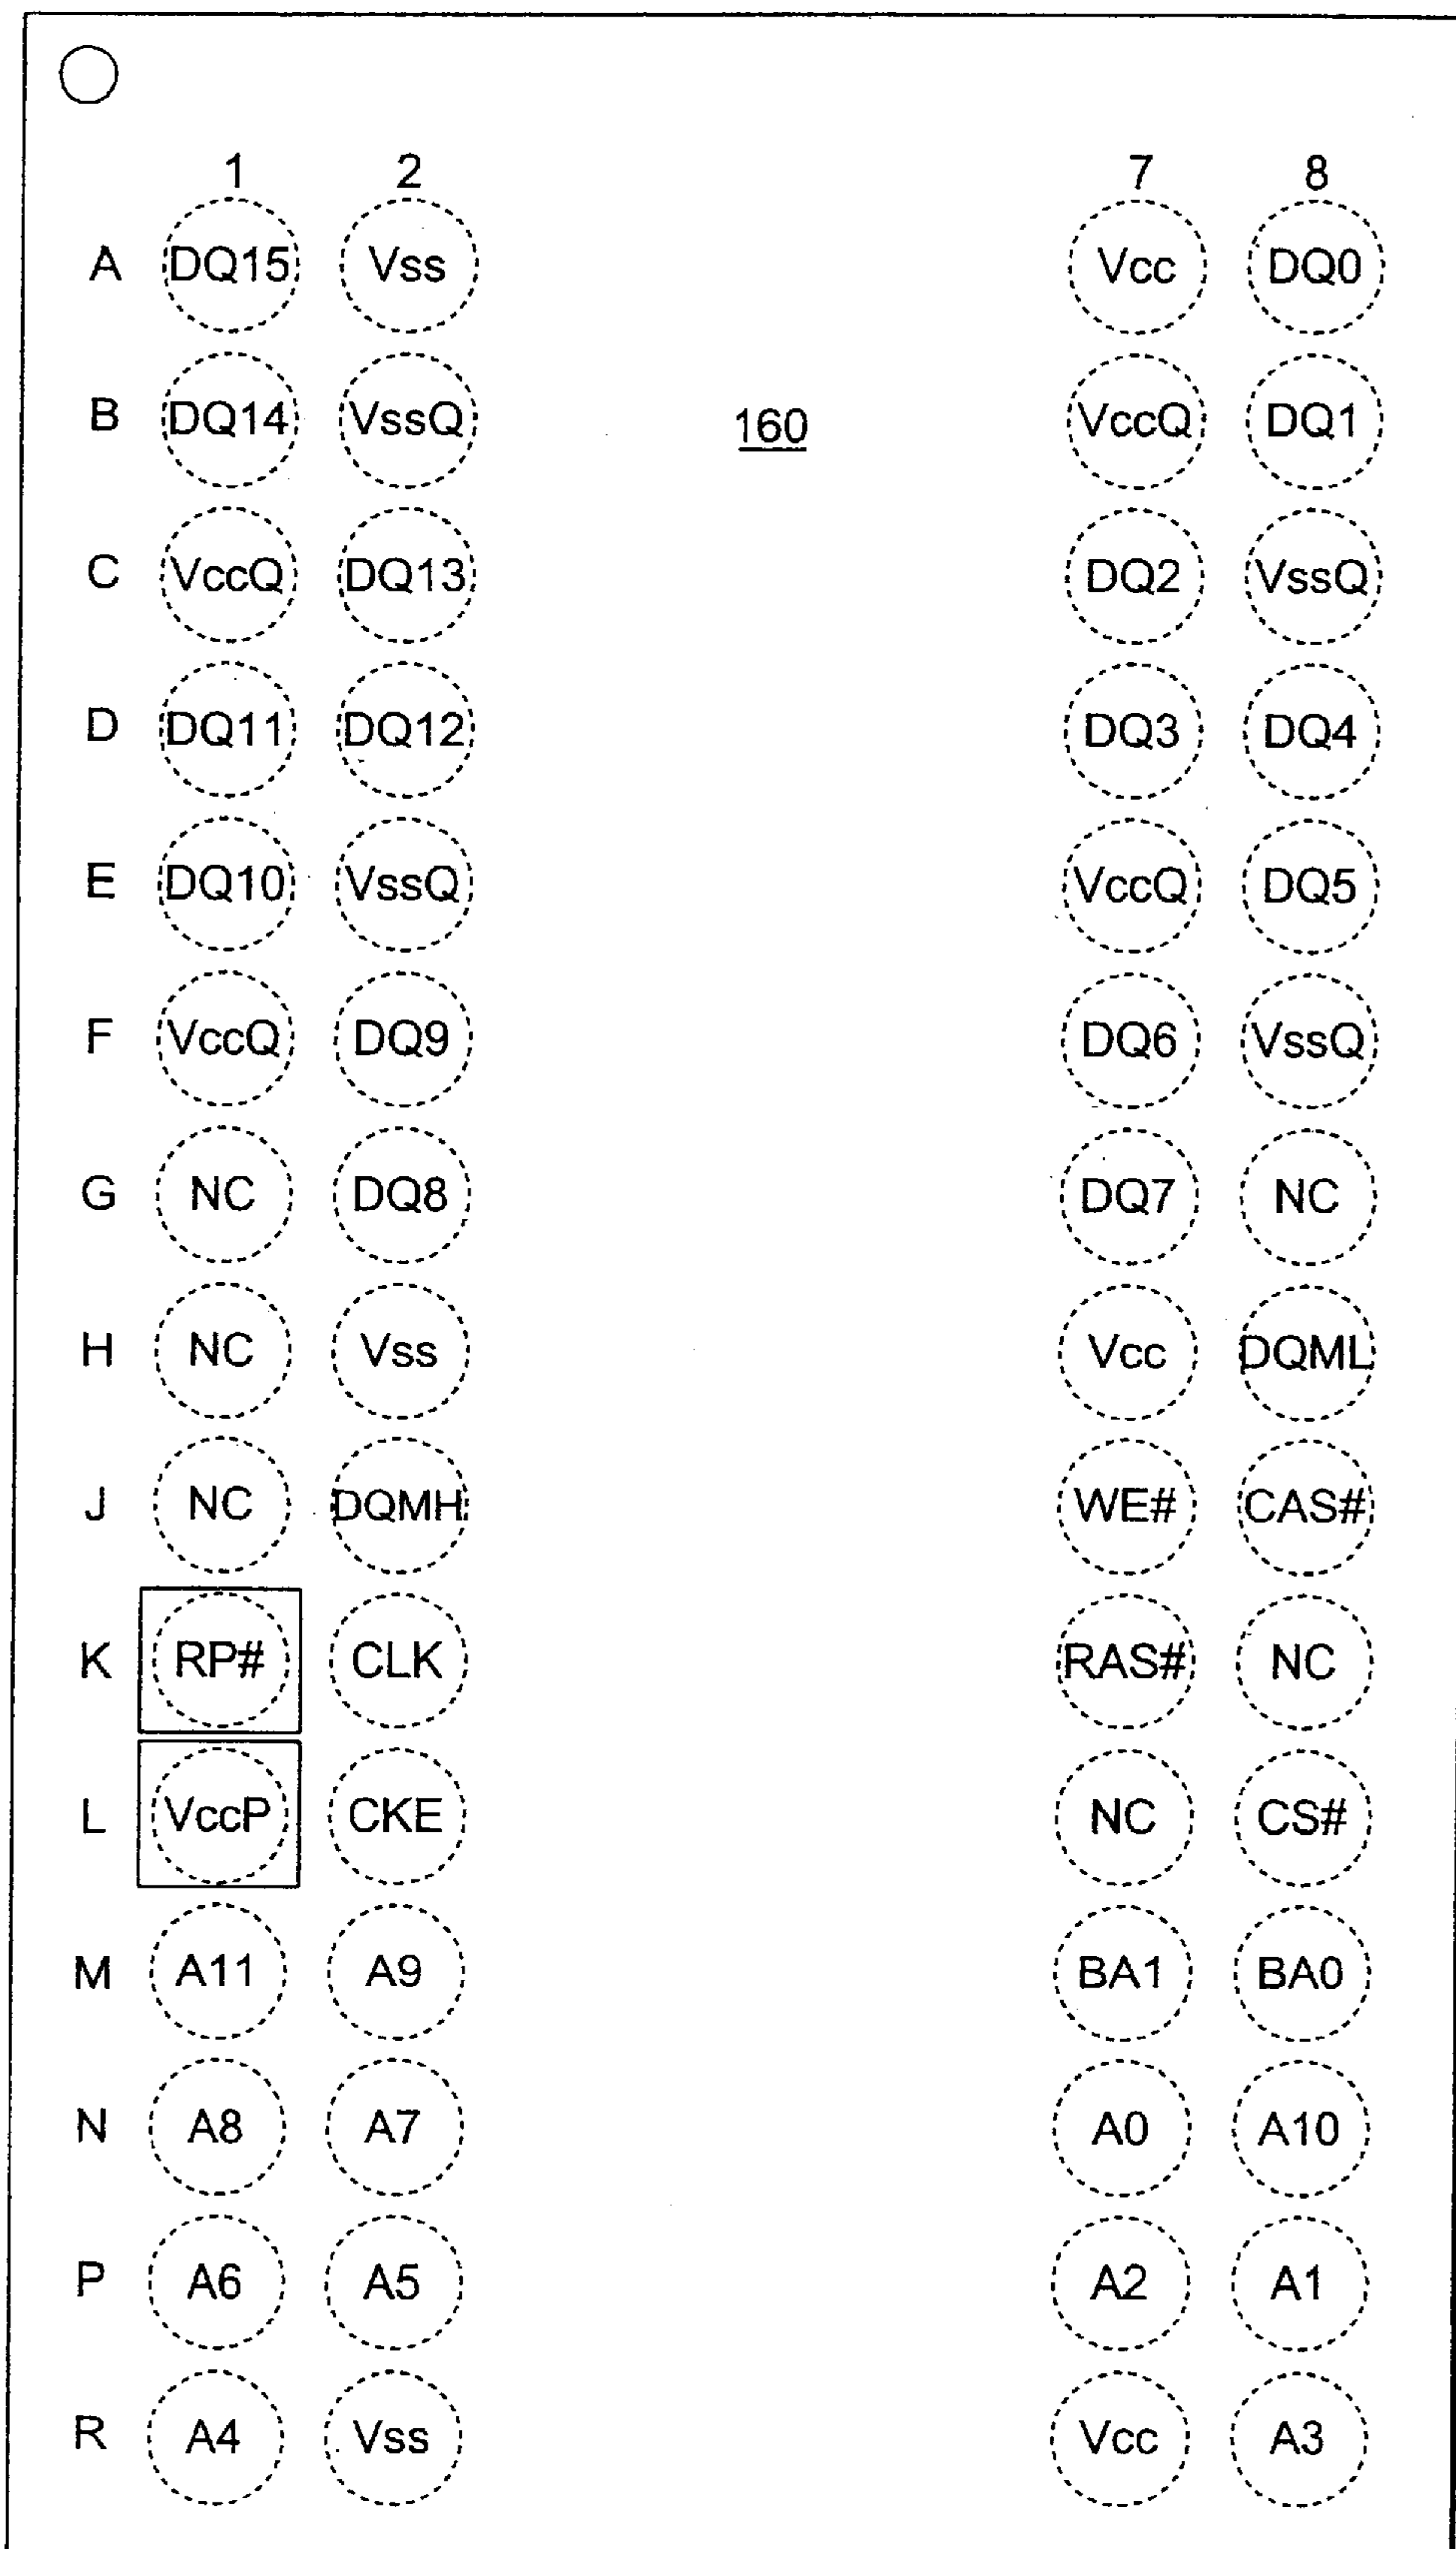 1 2 7 8
A DQ15 Vss Vcc DQ0
B DQ14 VssQ 160 VccQ DQ1
C VccQ DQ13 DQ2 VssQ
D DQ11 DQ12 DQ3 DQ4
E DQ10 VssQ VccQ DQ5
F VccQ DQ9 DQ6 VssQ
G NC DQ8 DQ7 NC
H NC Vss Vcc DQML
J NC DQMH WE# CAS#
K RP# CLK RAS# NC
L VccP CKE NC CS#
M A11 A9 BA1 BA0
N A8 A7 A0 A10
P A6 A5 A2 A1
R A4 Vss Vcc A3